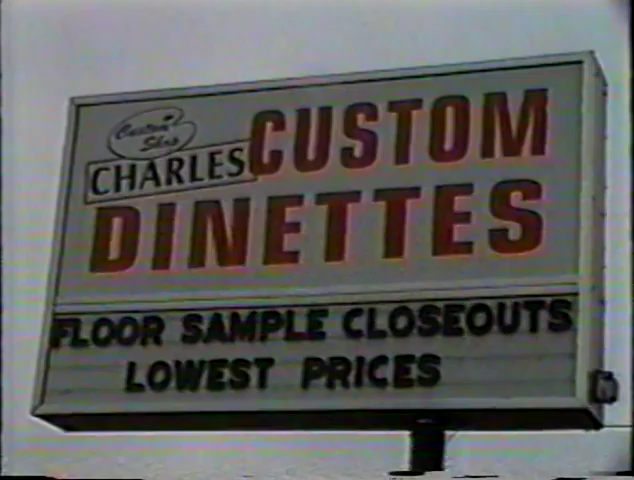 Custom
Shop
CHARLES CUSTOM
DINETTES
FLOOR SAMPLE CLOSEOUTS
LOWEST PRICES